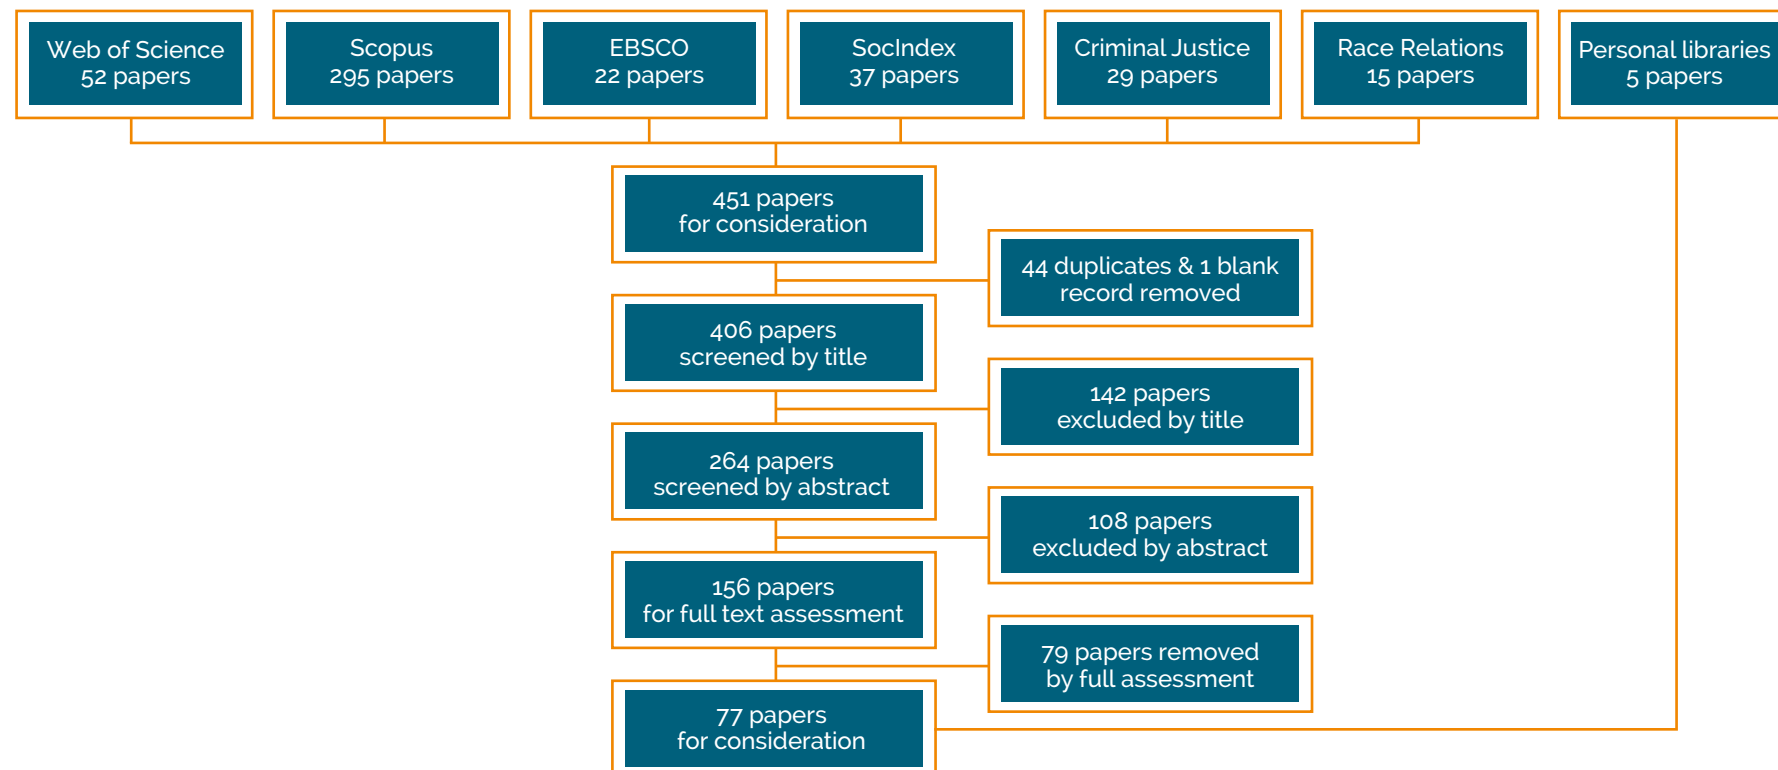 Web of Science
52 papers
Scopus
295 papers
EBSCO
22 papers
SocIndex
37 papers
Criminal Justice
29 papers
Race Relations
15 papers
Personal libraries
5 papers
451 papers
for consideration
44 duplicates & 1 blank
record removed
406 papers
screened by title
142 papers
excluded by title
264 papers
screened by abstract
108 papers
excluded by abstract
156 papers
for full text assessment
79 papers removed
by full assessment
77 papers
for consideration